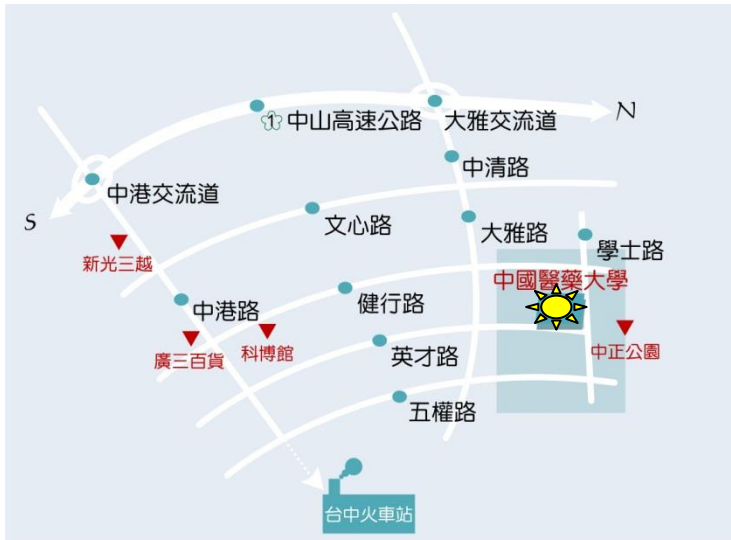 N
1 中山高速公路
大雅交流道
中清路
中港交流道
S
文心路
大雅路
學士路
新光三越
中國醫藥大學
中港路
健行路
廣三百貨
科博館
英才路
中正公園
五權路
台中火車站